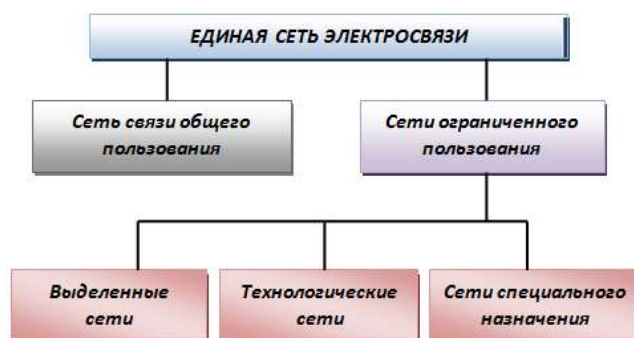 ЕДИНАЯ СЕТЬ ЭЛЕКТРОСВЯЗИ
Сеть связи общего
пользования
Сети ограниченного
пользования
Выделенные
сети
Технологические
сети
Сети специального
назначения